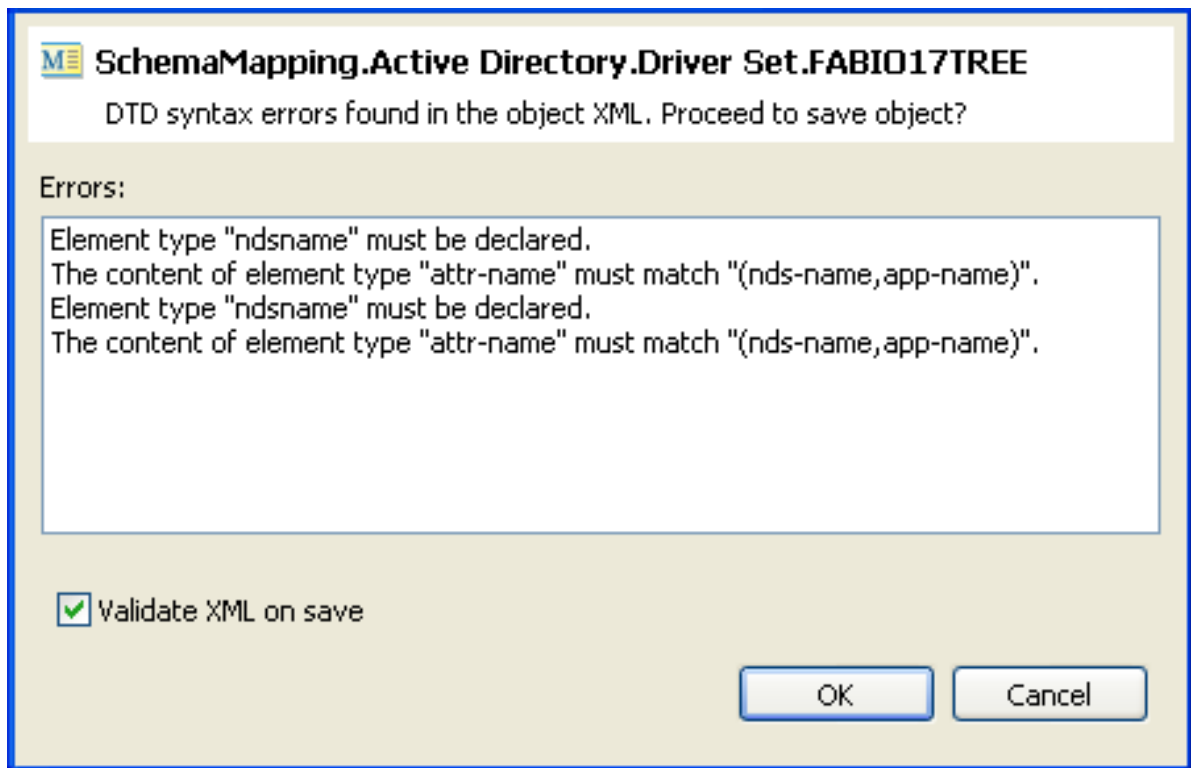 SchemaMapping.Active Directory.Driver Set.FABIO17TREE
DTD syntax errors found in the object XML. Proceed to save object?
Errors:
Element type "ndsname" must be declared.
The content of element type "attr-name" must match "(nds-name,app-name)".
Element type "ndsname" must be declared.
The content of element type "attr-name" must match "(nds-name,app-name)".
Validate XML on save
OK
Cancel